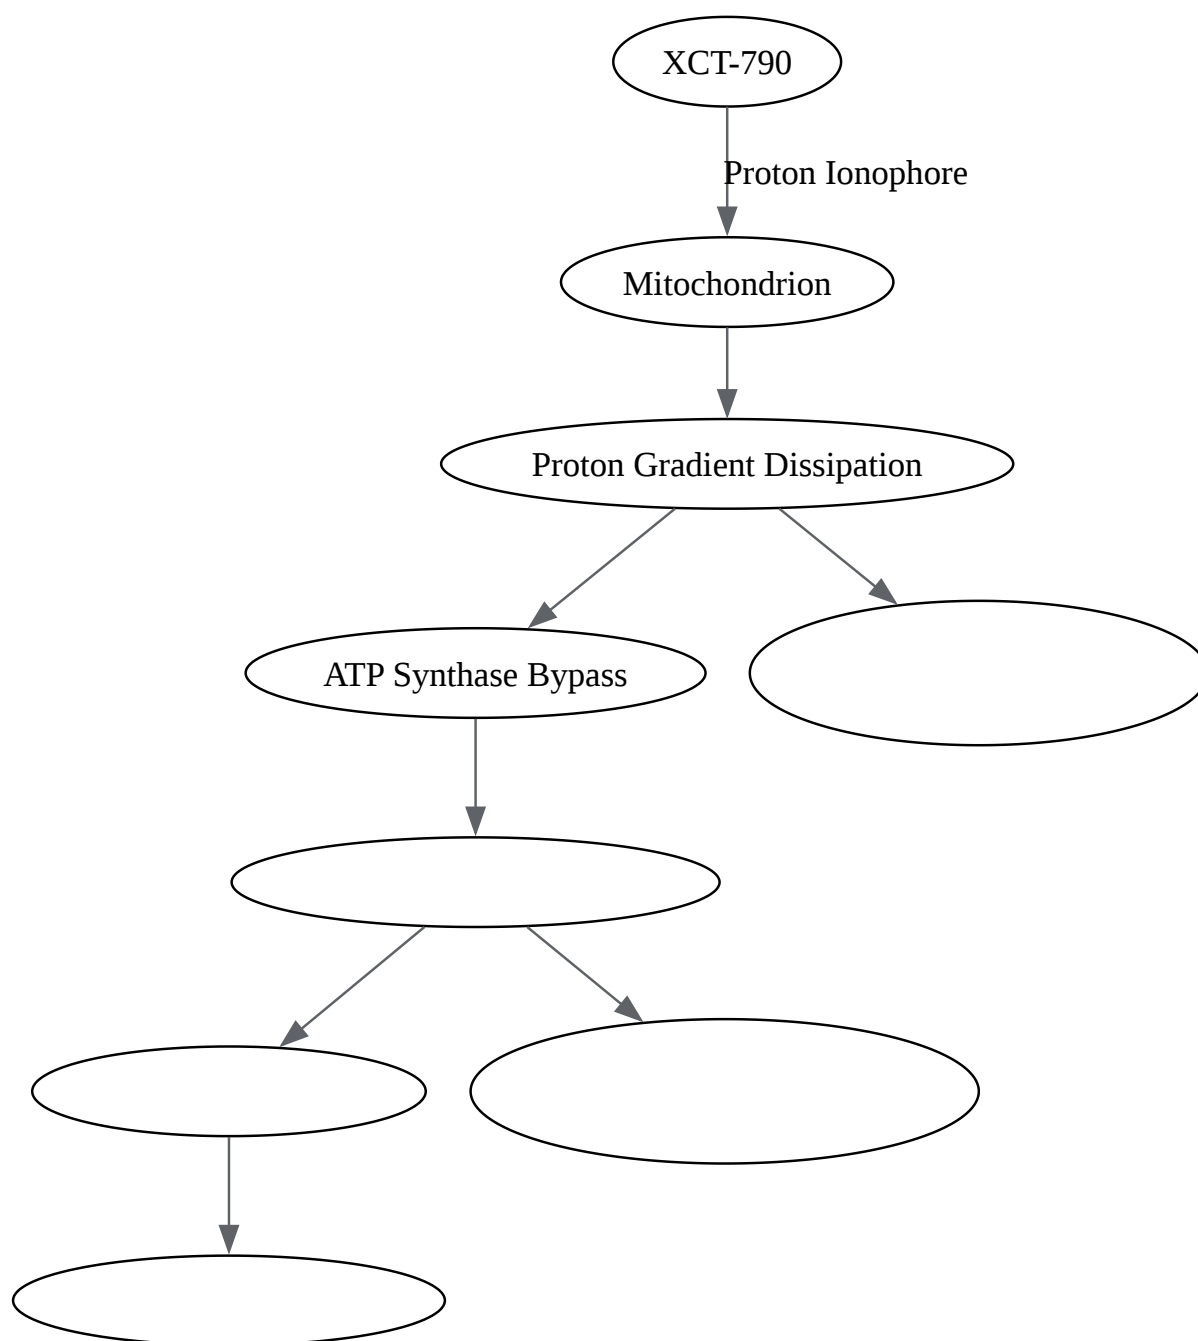 XCT-790
Proton Ionophore
Mitochondrion
Proton Gradient Dissipation
ATP Synthase Bypass